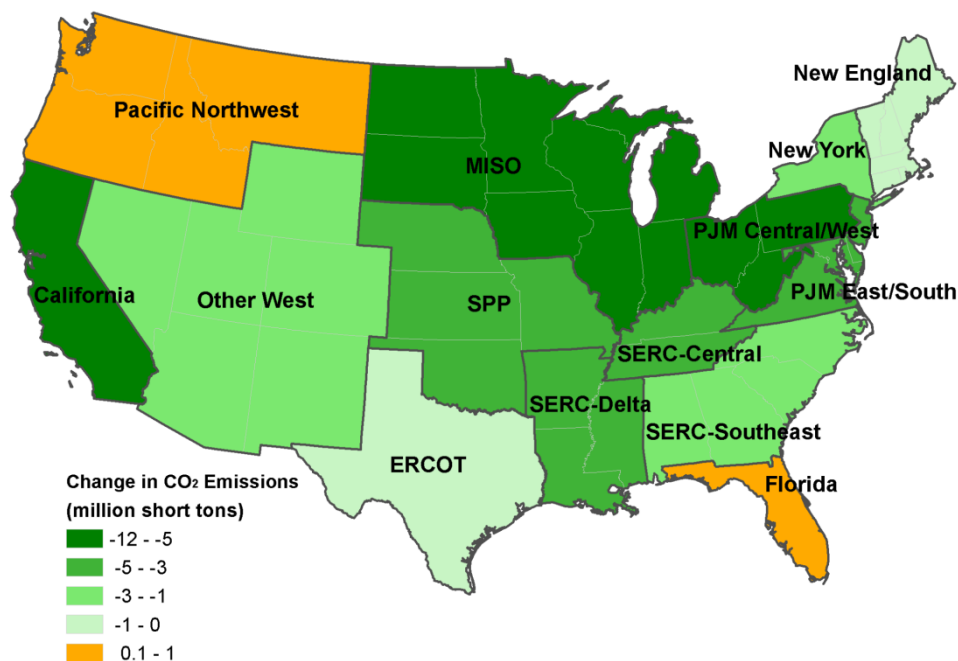 New England
Pacific Northwest
New York
MISO
PJM Central/West
California
Other West
SPP
PJM East/South
SERC-Central
SERC-Delta
SERC-Southeast
ERCOT
Florida
Change in CO₂ Emissions
(million short tons)
-12 - -5
-5 - -3
-3 - -1
-1 - 0
0.1 - 1